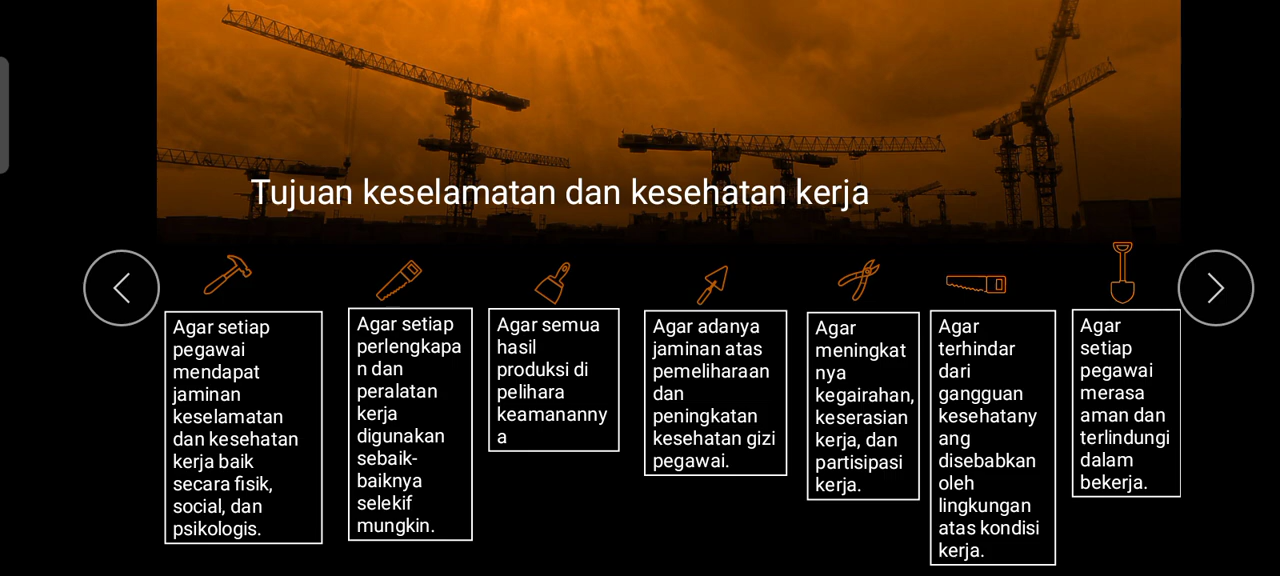 Tujuan keselamatan dan kesehatan kerja
Agar setiap
pegawai
mendapat
jaminan
keselamatan
dan kesehatan
kerja baik
secara fisik,
social, dan
psikologis.
Agar setiap
perlengkapa
n dan
peralatan
kerja
digunakan
sebaik-
baiknya
selekif
mungkin.
Agar semua
hasil
produksi di
pelihara
keamananny
a
Agar adanya
jaminan atas
pemeliharaan
dan
peningkatan
kesehatan gizi
pegawai.
Agar
meningkat
nya
kegairahan,
keserasian
kerja, dan
partisipasi
kerja.
Agar
terhindar
dari
gangguan
kesehatany
ang
disebabkan
oleh
lingkungan
atas kondisi
kerja.
Agar
setiap
pegawai
merasa
aman dan
terlindungi
dalam
bekerja.